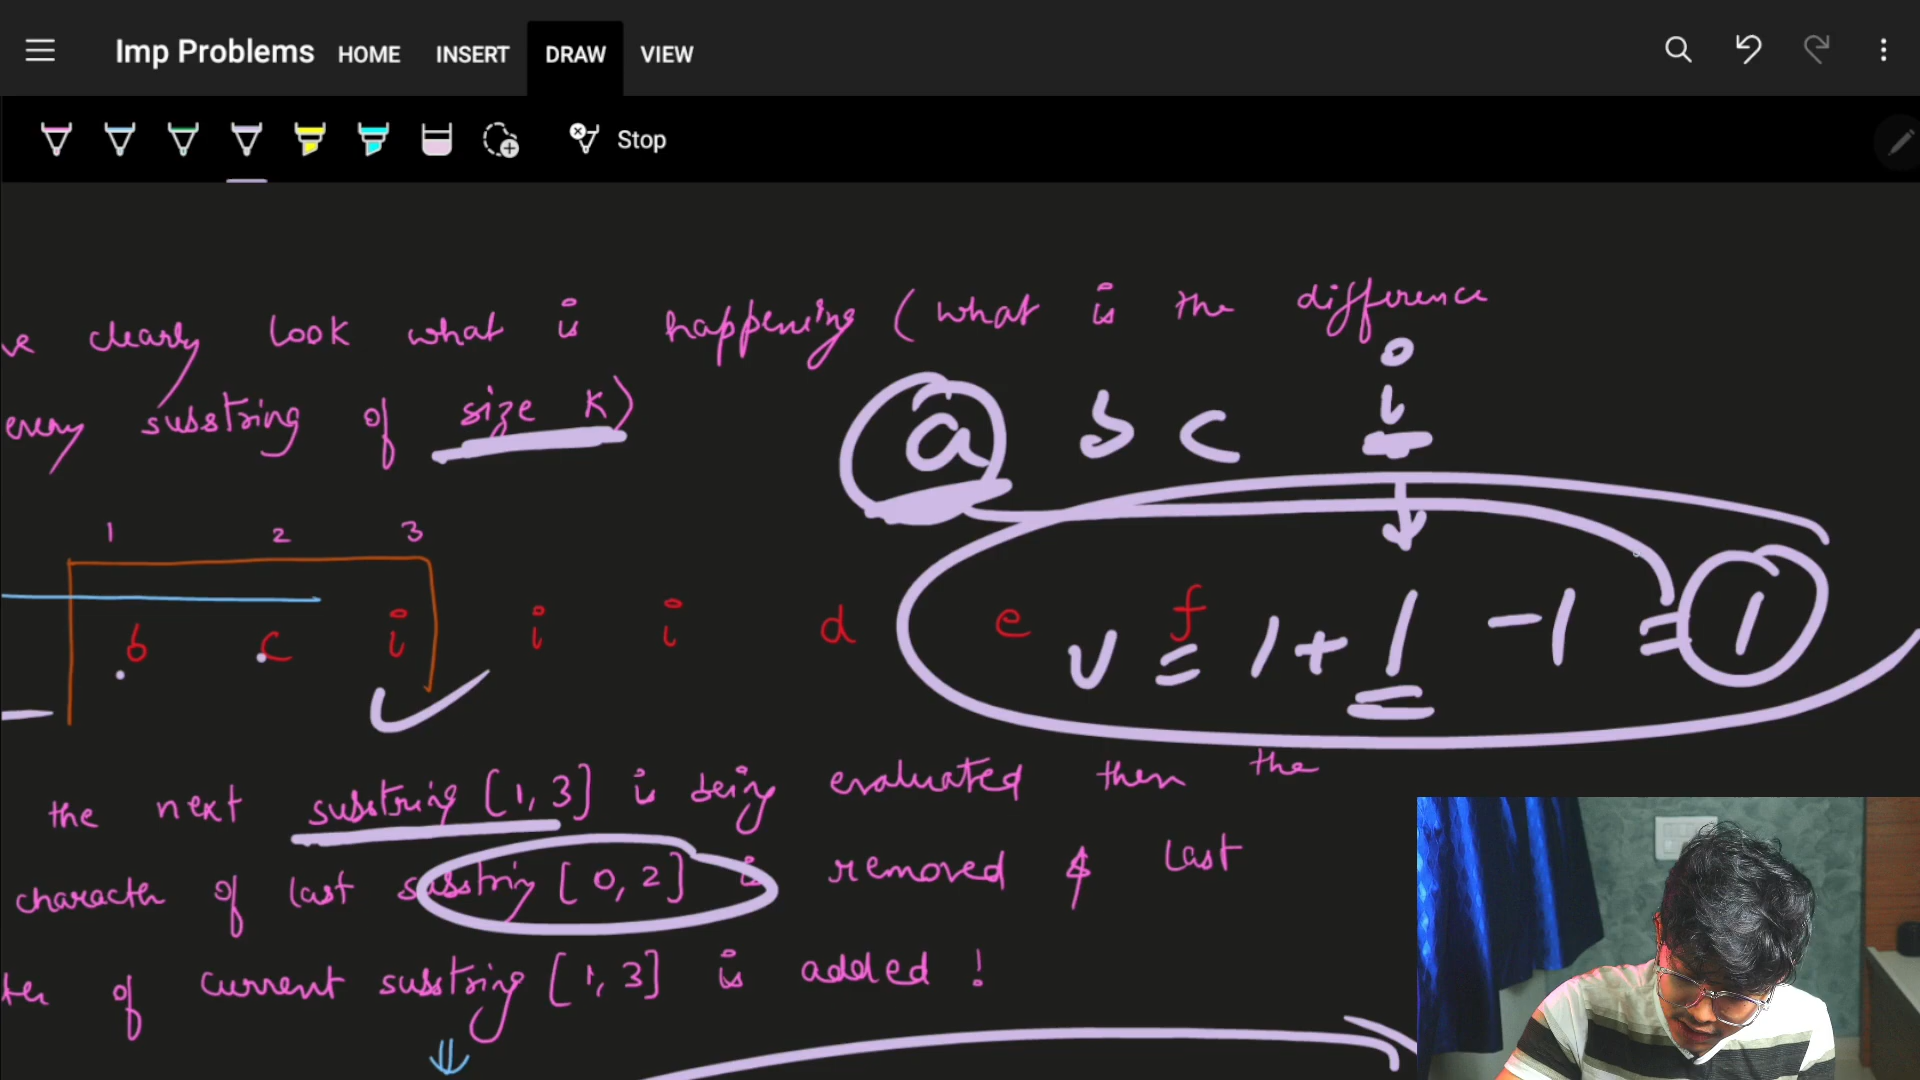 Imp Problems HOME INSERT DRAW VIEW
Stop
ve clearly look what is happening ( what is the difference
every substring of size K)
a b c i
1 2 3
b c i i i d e f
v = 1 + 1 - 1 = 1
the next substring [1, 3] is being evaluated then the
character of last substring [0, 2] is removed & last
ter of current substring [1, 3] is added !